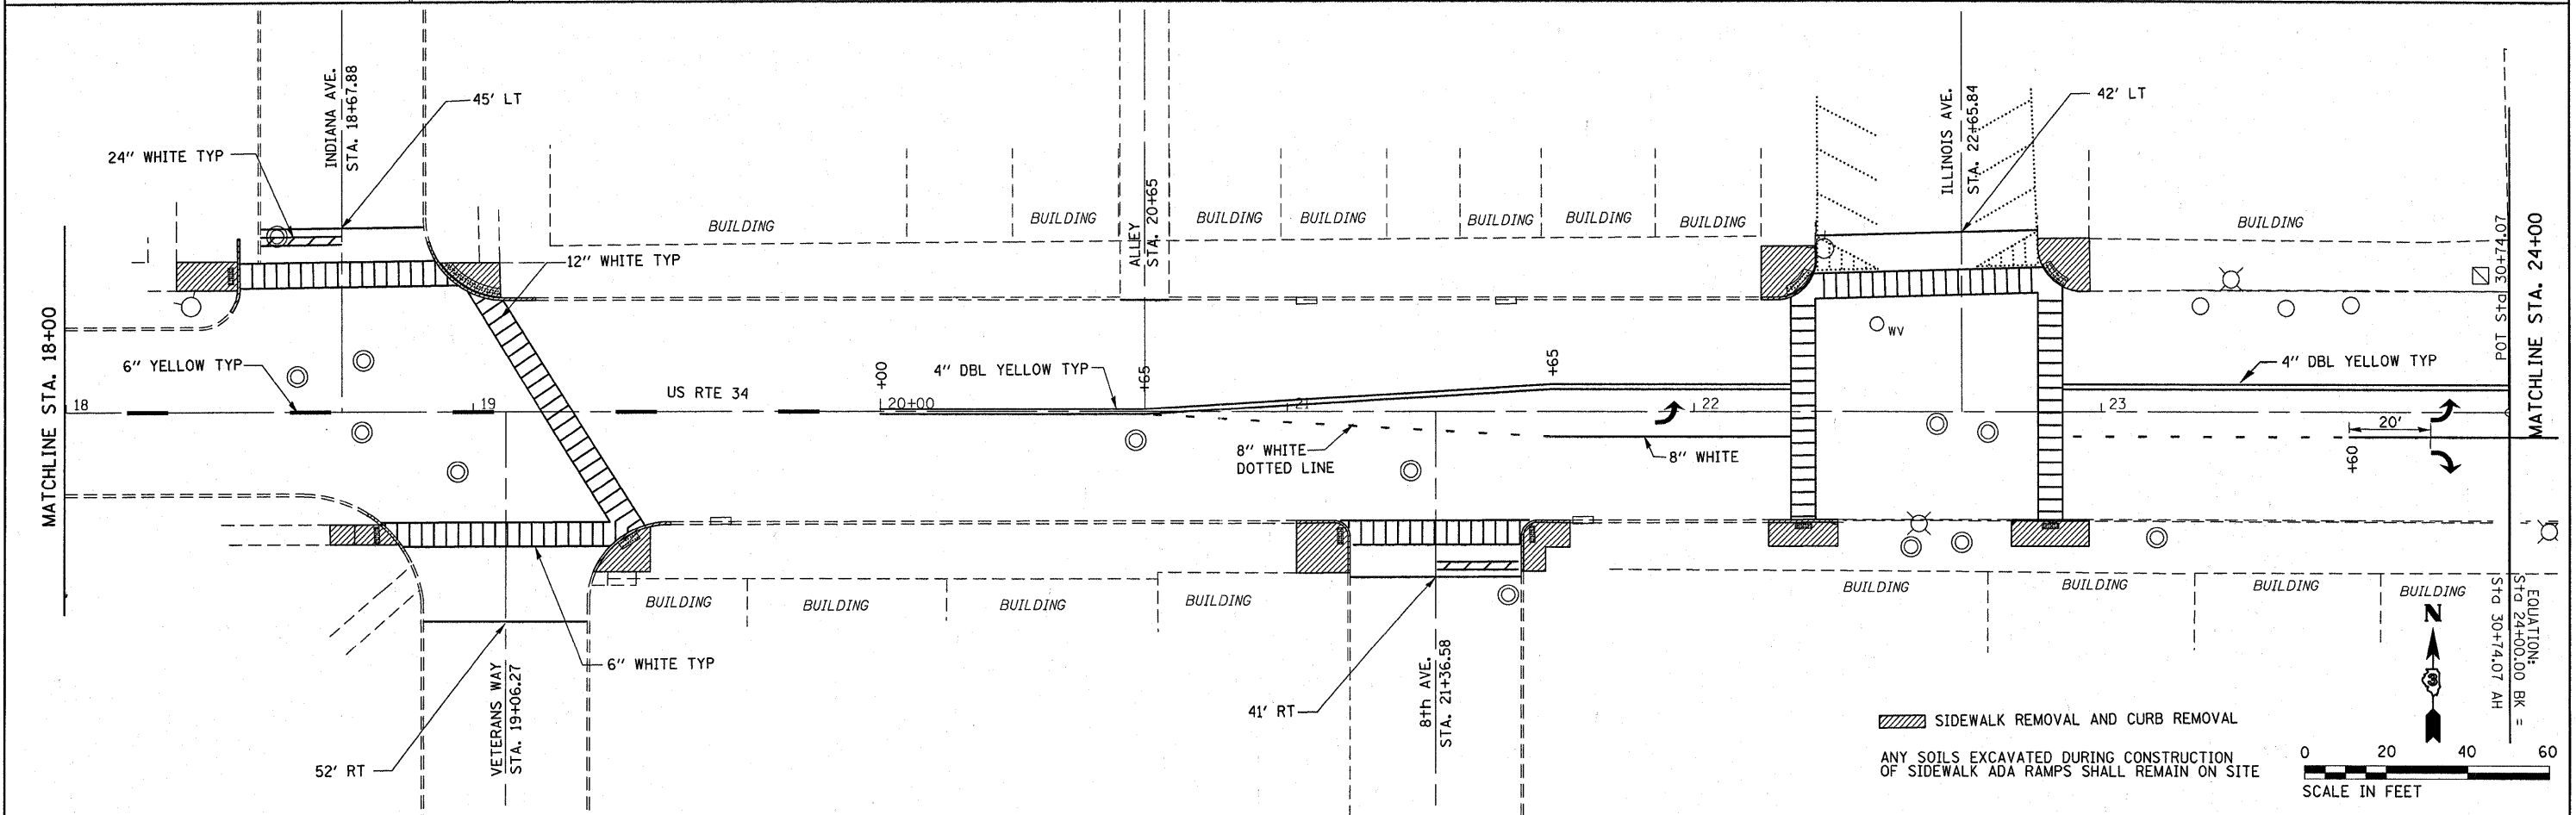 MATCHLINE STA. 18+00
24" WHITE TYP
INDIANA AVE.
STA. 18+67.88
45' LT
12" WHITE TYP
6" YELLOW TYP
18
19
US RTE 34
+00
20+00
4" DBL YELLOW TYP
+65
BUILDING
BUILDING
ALLEY
STA. 20+65
BUILDING
BUILDING
BUILDING
BUILDING
BUILDING
21
+65
8" WHITE
DOTTED LINE
8" WHITE
22
ILLINOIS AVE.
STA. 22+65.84
42' LT
WV
BUILDING
4" DBL YELLOW TYP
23
20'
+60
POT Sta 30+74.07
MATCHLINE STA. 24+00
52' RT
VETERANS WAY
STA. 19+06.27
6" WHITE TYP
BUILDING
BUILDING
BUILDING
BUILDING
41' RT
8th AVE.
STA. 21+36.58
BUILDING
BUILDING
BUILDING
BUILDING
N
3
EQUATION:
Sta 24+00.00 BK =
Sta 30+74.07 AH
SIDEWALK REMOVAL AND CURB REMOVAL
ANY SOILS EXCAVATED DURING CONSTRUCTION
OF SIDEWALK ADA RAMPS SHALL REMAIN ON SITE
0 20 40 60
SCALE IN FEET